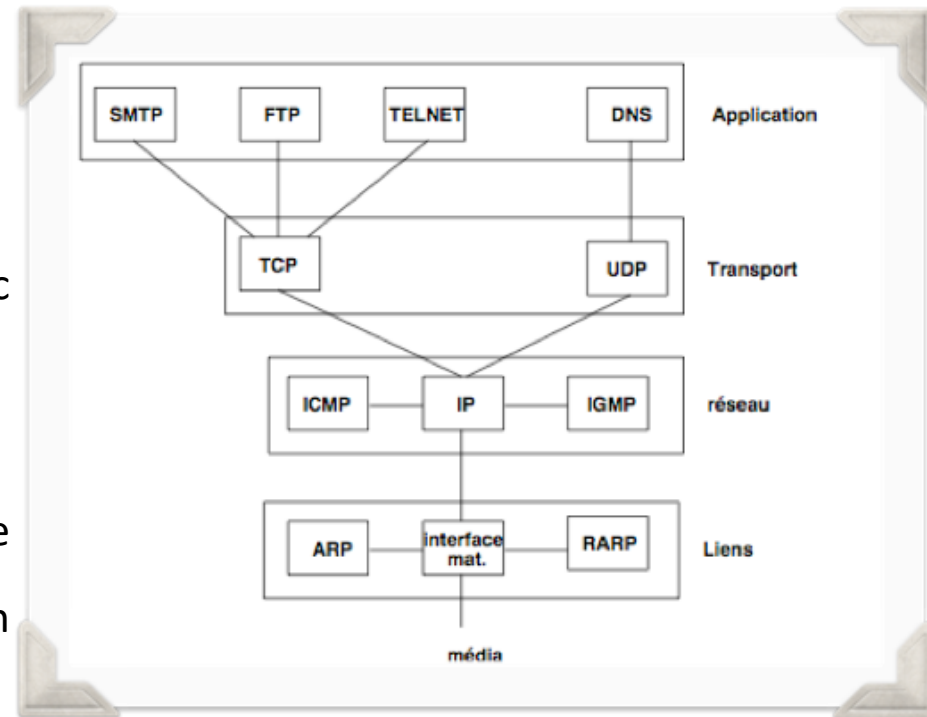 SMTP FTP TELNET DNS Application
c
TCP UDP Transport
ICMP IP IGMP réseau
e
ARP interface mat. RARP Liens
n
média